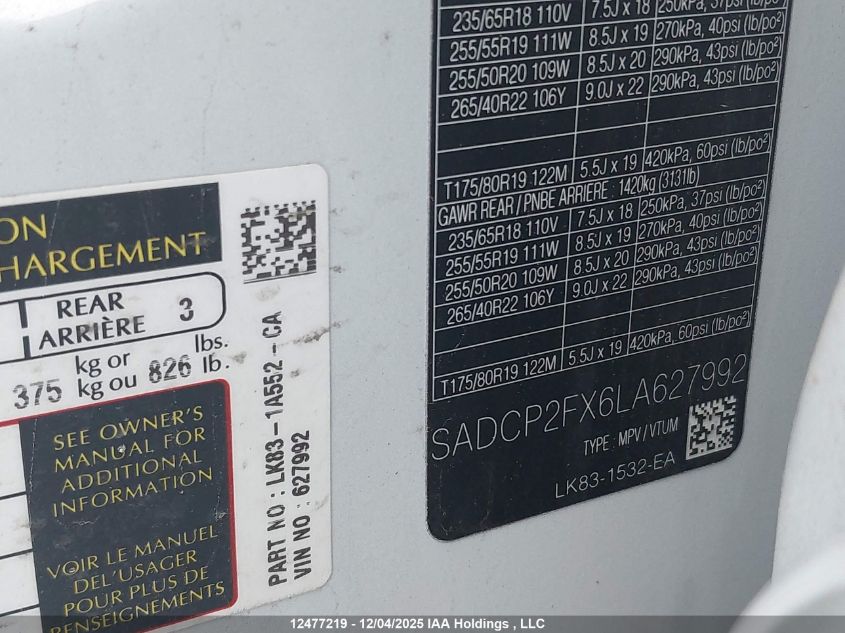 ON
HARGEMENT
REAR
ARRIÈRE 3
375 kg or 826 lbs.
kg ou lb.
SEE OWNER'S
MANUAL FOR
ADDITIONAL
INFORMATION
VOIR LE MANUEL
DEL'USAGER
POUR PLUS DE
RENSEIGNEMENTS
PART NO : LK83-1A552-CA
VIN NO : 627992
235/65R18 110V 7.5J x 18 250kPa, 37psi (lb/po²)
255/55R19 111W 8.5J x 19 270kPa, 40psi (lb/po²)
255/50R20 109W 8.5J x 20 290kPa, 43psi (lb/po²)
265/40R22 106Y 9.0J x 22 290kPa, 43psi (lb/po²)
T175/80R19 122M 5.5J x 19 420kPa, 60psi (lb/po²)
GAWR REAR / PNBE ARRIERE : 1420kg (3131lb)
235/65R18 110V 7.5J x 18 250kPa, 37psi (lb/po²)
255/55R19 111W 8.5J x 19 270kPa, 40psi (lb/po²)
255/50R20 109W 8.5J x 20 290kPa, 43psi (lb/po²)
265/40R22 106Y 9.0J x 22 290kPa, 43psi (lb/po²)
T175/80R19 122M 5.5J x 19 420kPa, 60psi (lb/po²)
SADCP2FX6LA627992
TYPE : MPV / VTUM
LK83-1532-EA
12477219 - 12/04/2025 IAA Holdings , LLC